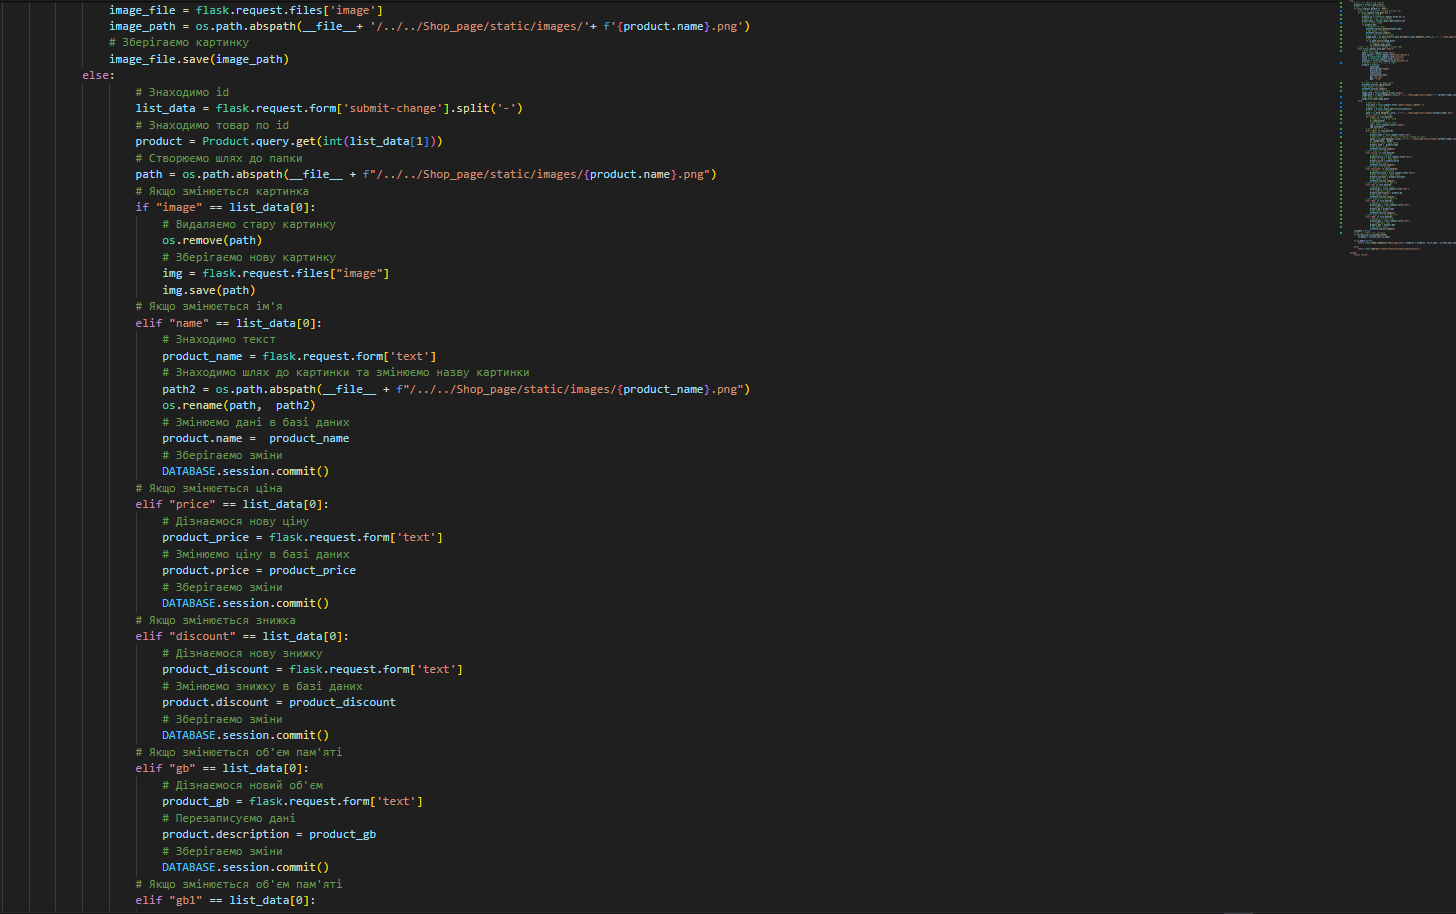 image_file = flask.request.files['image']
image_path = os.path.abspath(__file__+ '/../../Shop_page/static/images/'+ f'{product.name}.png')
# Зберігаємо картинку
image_file.save(image_path)
else:
# Знаходимо id
list_data = flask.request.form['submit-change'].split('-')
# Знаходимо товар по id
product = Product.query.get(int(list_data[1]))
# Створюємо шлях до папки
path = os.path.abspath(__file__ + f"/../../Shop_page/static/images/{product.name}.png")
# Якщо змінюється картинка
if "image" == list_data[0]:
# Видаляємо стару картинку
os.remove(path)
# Зберігаємо нову картинку
img = flask.request.files["image"]
img.save(path)
# Якщо змінюється ім'я
elif "name" == list_data[0]:
# Знаходимо текст
product_name = flask.request.form['text']
# Знаходимо шлях до картинки та змінюємо назву картинки
path2 = os.path.abspath(__file__ + f"/../../Shop_page/static/images/{product_name}.png")
os.rename(path,  path2)
# Змінюємо дані в базі даних
product.name =  product_name
# Зберігаємо зміни
DATABASE.session.commit()
# Якщо змінюється ціна
elif "price" == list_data[0]:
# Дізнаємося нову ціну
product_price = flask.request.form['text']
# Змінюємо ціну в базі даних
product.price = product_price
# Зберігаємо зміни
DATABASE.session.commit()
# Якщо змінюється знижка
elif "discount" == list_data[0]:
# Дізнаємося нову знижку
product_discount = flask.request.form['text']
# Змінюємо знижку в базі даних
product.discount = product_discount
# Зберігаємо зміни
DATABASE.session.commit()
# Якщо змінюється об'єм пам'яті
elif "gb" == list_data[0]:
# Дізнаємося новий об'єм
product_gb = flask.request.form['text']
# Перезаписуємо дані
product.description = product_gb
# Зберігаємо зміни
DATABASE.session.commit()
# Якщо змінюється об'єм пам'яті
elif "gb1" == list_data[0]: